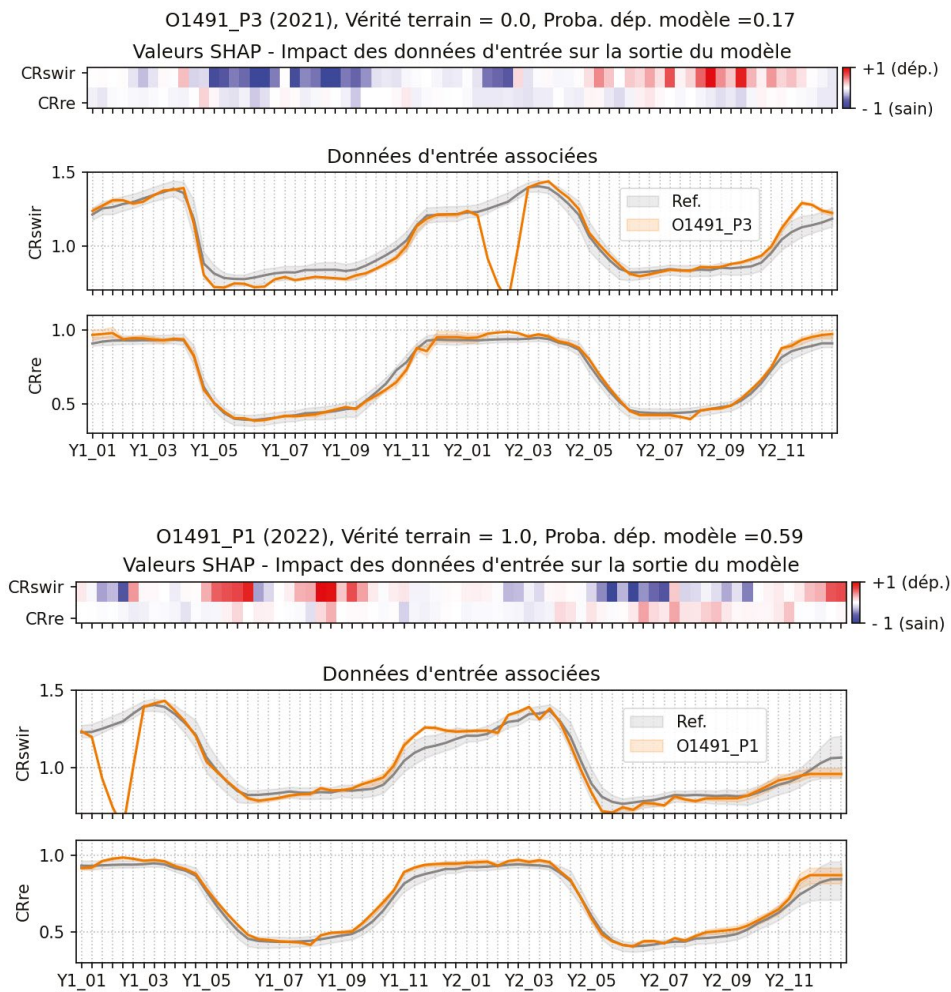 O1491_P3 (2021), Vérité terrain = 0.0, Proba. dép. modèle =0.17
Valeurs SHAP - Impact des données d'entrée sur la sortie du modèle
CRswir
CRre
+1 (dép.)
- 1 (sain)
Données d'entrée associées
1.5
1.0
CRswir
Ref.
O1491_P3
1.0
0.5
CRre
Y1_01 Y1_03 Y1_05 Y1_07 Y1_09 Y1_11 Y2_01 Y2_03 Y2_05 Y2_07 Y2_09 Y2_11
O1491_P1 (2022), Vérité terrain = 1.0, Proba. dép. modèle =0.59
Valeurs SHAP - Impact des données d'entrée sur la sortie du modèle
CRswir
CRre
+1 (dép.)
- 1 (sain)
Données d'entrée associées
1.5
1.0
CRswir
Ref.
O1491_P1
1.0
0.5
CRre
Y1_01 Y1_03 Y1_05 Y1_07 Y1_09 Y1_11 Y2_01 Y2_03 Y2_05 Y2_07 Y2_09 Y2_11